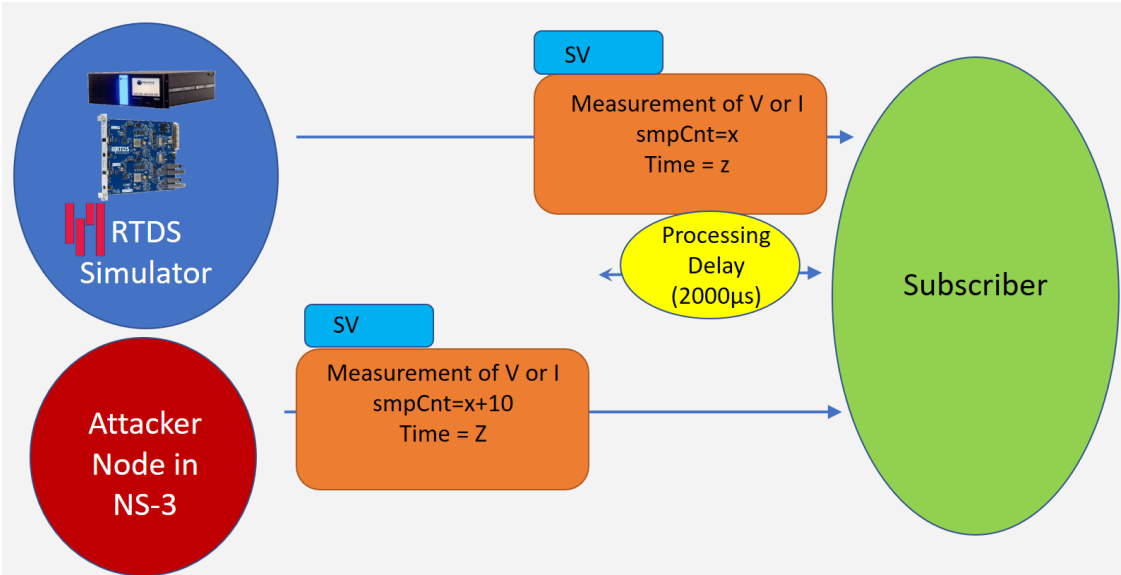 SV
Measurement of V or I
smpCnt=x
Time = z
RTDS
RTDS
Simulator
Processing
Delay
(2000µs)
Subscriber
SV
Measurement of V or I
smpCnt=x+10
Time = Z
Attacker
Node in
NS-3